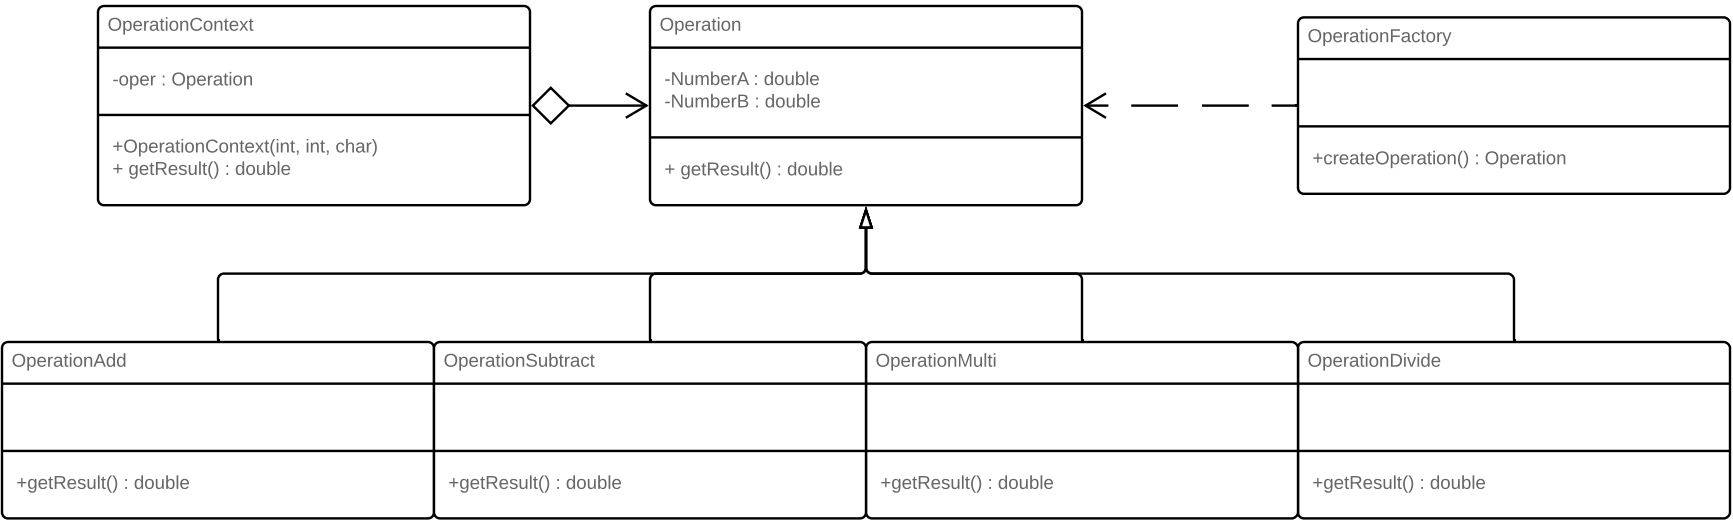 OperationContext
-oper : Operation
+OperationContext(int, int, char)
+ getResult() : double
Operation
-NumberA : double
-NumberB : double
+ getResult() : double
OperationFactory
+createOperation() : Operation
OperationAdd
+getResult() : double
OperationSubtract
+getResult() : double
OperationMulti
+getResult() : double
OperationDivide
+getResult() : double